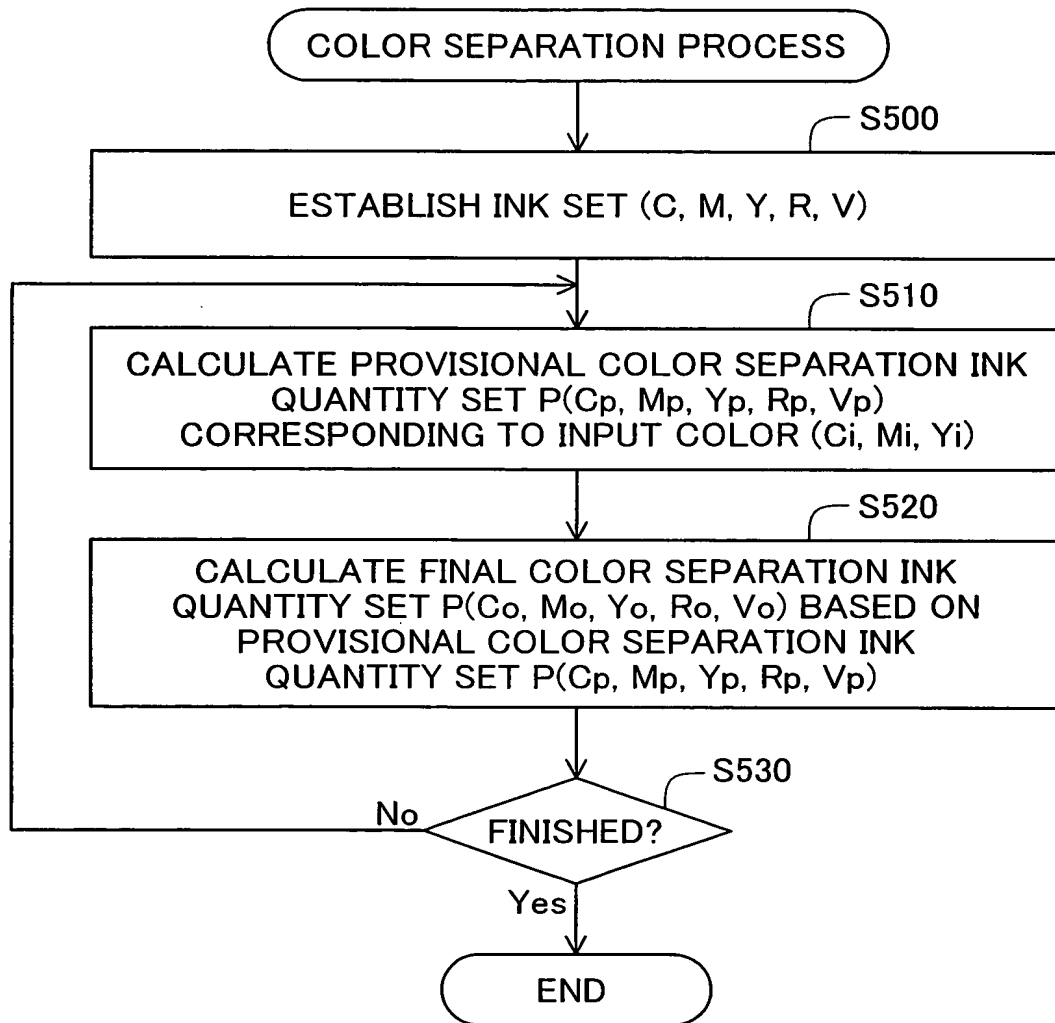 COLOR SEPARATION PROCESS
S500
ESTABLISH INK SET (C, M, Y, R, V)
S510
CALCULATE PROVISIONAL COLOR SEPARATION INK
QUANTITY SET P(Cp, Mp, Yp, Rp, Vp)
CORRESPONDING TO INPUT COLOR (Ci, Mi, Yi)
S520
CALCULATE FINAL COLOR SEPARATION INK
QUANTITY SET P(Co, Mo, Yo, Ro, Vo) BASED ON
PROVISIONAL COLOR SEPARATION INK
QUANTITY SET P(Cp, Mp, Yp, Rp, Vp)
S530
No
FINISHED?
Yes
END